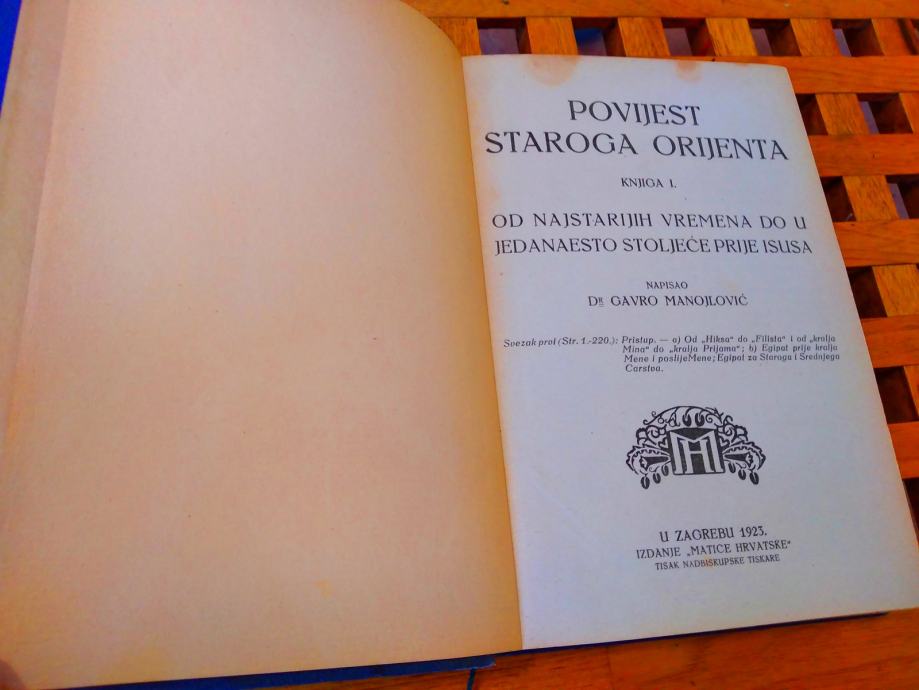 POVIJEST
STAROGA ORIJENTA
KNJIGA I.
OD NAJSTARIJIH VREMENA DO U
JEDANAESTO STOLJEĆE PRIJE ISUSA
NAPISAO
DR GAVRO MANOJLOVIĆ
Svezak prvi (Str. 1.-220.): Pristup. — a) Od „Hiksa“ do „Filista“ i od „kralja
Mina“ do „kralja Prijama“; b) Egipat prije kralja
Mene i poslije Mene; Egipat za Staroga i Srednjega
Carstva.
MH
U ZAGREBU 1923.
IZDANJE „MATICE HRVATSKE“
TISAK NADBISKUPSKE TISKARE